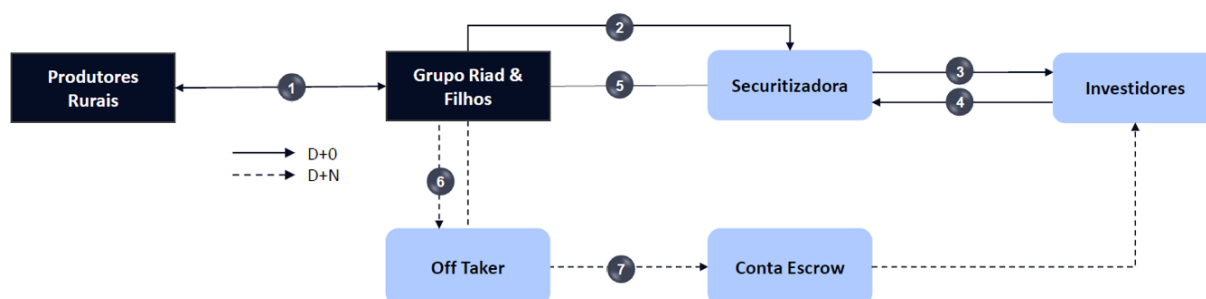 2
Produtores
Rurais
1
Grupo Riad &
Filhos
5
Securitizadora
3
4
Investidores
D+0
D+N
6
Off Taker
7
Conta Escrow